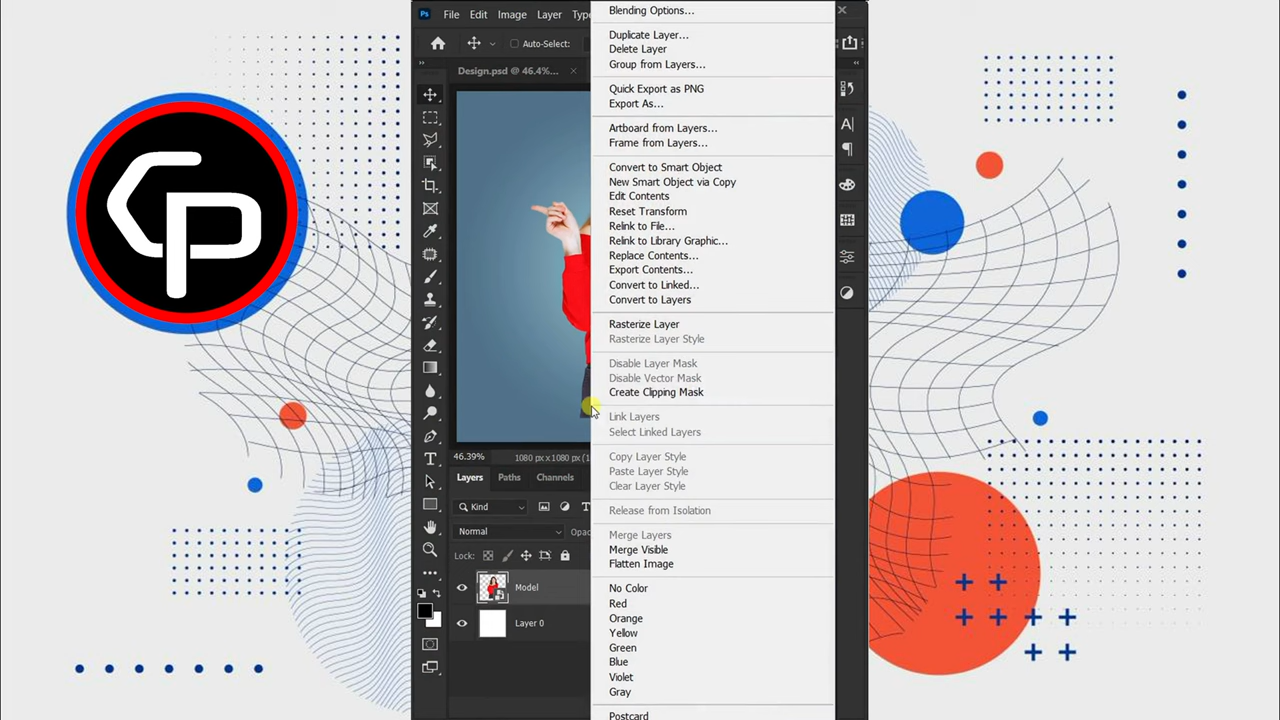 CP
Ps File Edit Image Layer Typ
Auto-Select:
Design.psd @ 46.4%...
46.39% 1080 px x 1080 px (1
Layers Paths Channels
Kind
Normal Opac
Lock:
Model
Layer 0
Blending Options...
Duplicate Layer...
Delete Layer
Group from Layers...
Quick Export as PNG
Export As...
Artboard from Layers...
Frame from Layers...
Convert to Smart Object
New Smart Object via Copy
Edit Contents
Reset Transform
Relink to File...
Relink to Library Graphic...
Replace Contents...
Export Contents...
Convert to Linked...
Convert to Layers
Rasterize Layer
Rasterize Layer Style
Disable Layer Mask
Disable Vector Mask
Create Clipping Mask
Link Layers
Select Linked Layers
Copy Layer Style
Paste Layer Style
Clear Layer Style
Release from Isolation
Merge Layers
Merge Visible
Flatten Image
No Color
Red
Orange
Yellow
Green
Blue
Violet
Gray
Postcard